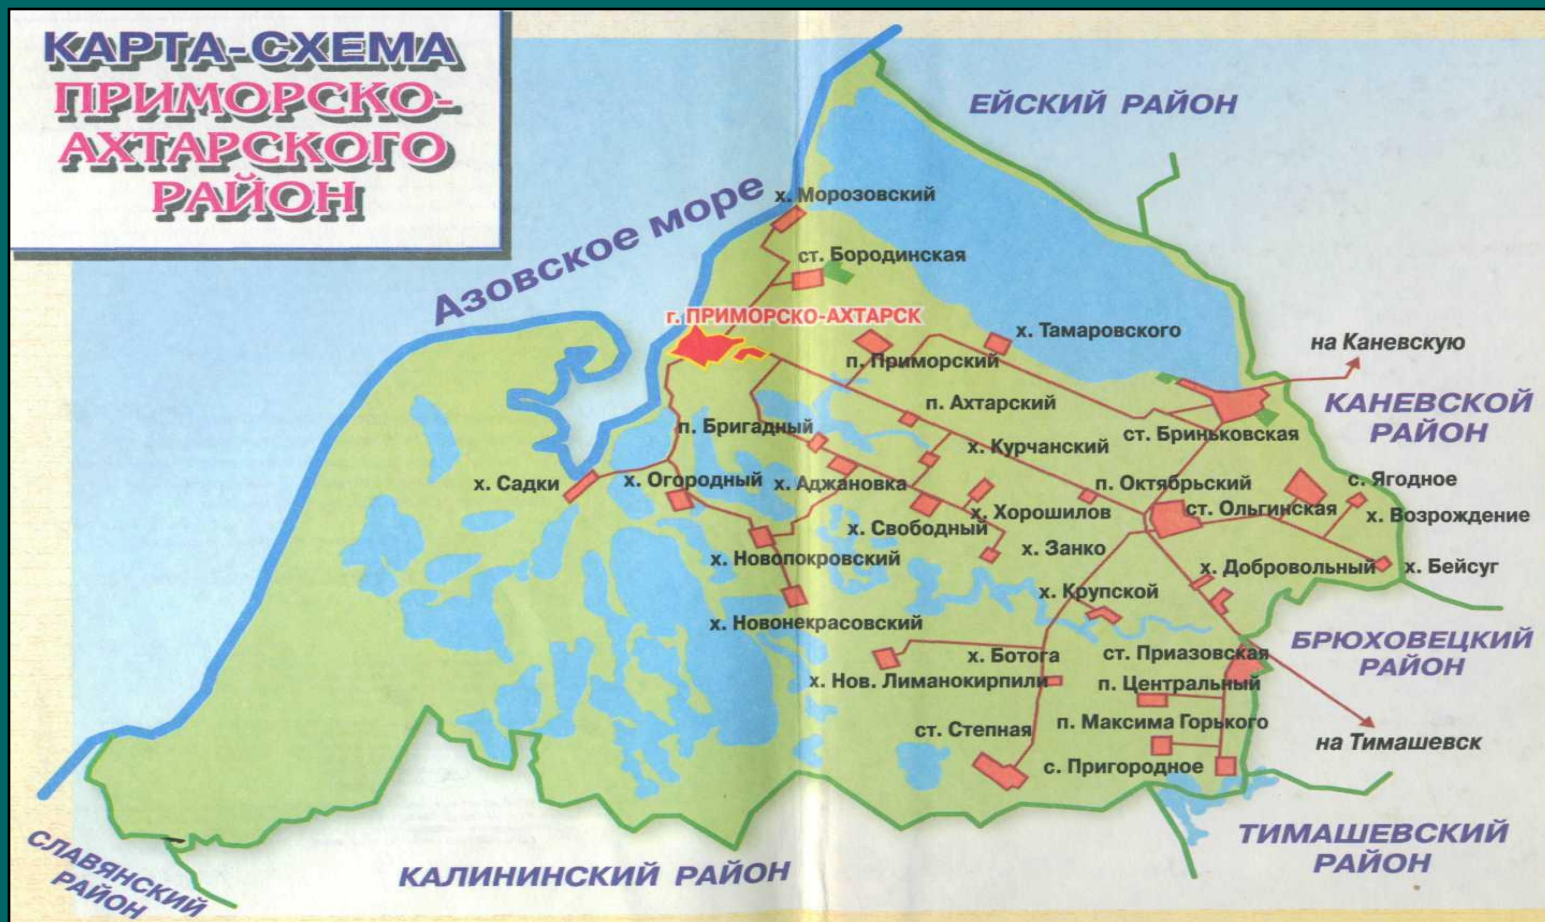 КАРТА-СХЕМА
ПРИМОРСКО-
АХТАРСКОГО
РАЙОН
ЕЙСКИЙ РАЙОН
Азовское море
х. Морозовский
ст. Бородинская
г. ПРИМОРСКО-АХТАРСК
х. Тамаровского
п. Приморский
на Каневскую
КАНЕВСКОЙ
РАЙОН
п. Ахтарский
п. Бригадный
ст. Бриньковская
х. Курчанский
х. Садки
х. Огородный
х. Аджановка
п. Октябрьский
с. Ягодное
ст. Ольгинская
х. Хорошилов
х. Возрождение
х. Свободный
х. Занко
х. Новопокровский
х. Добровольный
х. Бейсуг
х. Крупской
х. Новонекрасовский
БРЮХОВЕЦКИЙ
РАЙОН
х. Ботога
ст. Приазовская
х. Нов. Лиманокирпили
п. Центральный
ст. Степная
п. Максима Горького
на Тимашевск
с. Пригородное
ТИМАШЕВСКИЙ
РАЙОН
КАЛИНИНСКИЙ РАЙОН
СЛАВЯНСКИЙ
РАЙОН